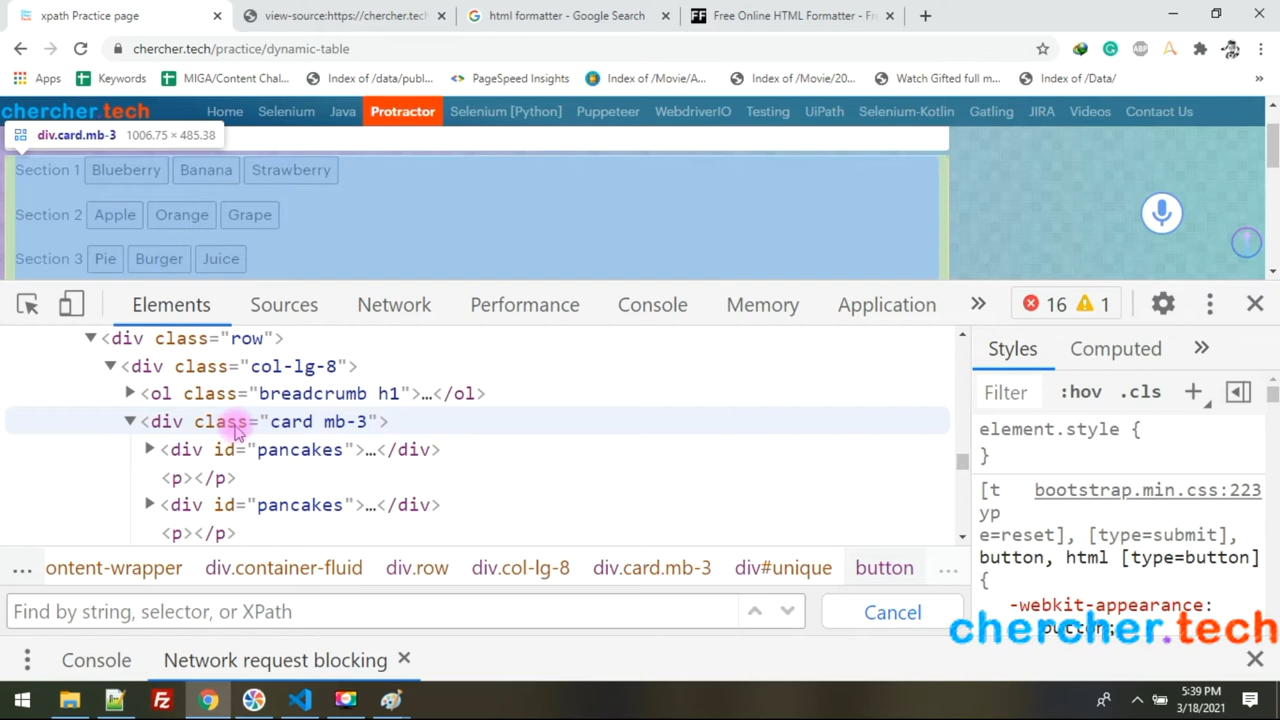 xpath Practice page
view-source:https://chercher.tech
html formatter - Google Search
Free Online HTML Formatter - Fr
chercher.tech/practice/dynamic-table
ABP
Apps
Keywords
MIGA/Content Chal...
Index of /data/publ...
PageSpeed Insights
Index of /Movie/A...
Index of /Movie/20...
Watch Gifted full m...
Index of /Data/
»
chercher.tech
Home
Selenium
Java
Protractor
Selenium [Python]
Puppeteer
WebdriverIO
Testing
UiPath
Selenium-Kotlin
Gatling
JIRA
Videos
Contact Us
div.card.mb-3 1006.75 × 485.38
Section 1 Blueberry Banana Strawberry
Section 2 Apple Orange Grape
Section 3 Pie Burger Juice
Elements
Sources
Network
Performance
Console
Memory
Application
»
16
1
<div class="row">
<div class="col-lg-8">
<ol class="breadcrumb h1">…</ol>
<div class="card mb-3">
<div id="pancakes">…</div>
<p></p>
<div id="pancakes">…</div>
<p></p>
Styles
Computed
»
Filter
:hov
.cls
element.style {
}
[t bootstrap.min.css:223
yp
e=reset], [type=submit],
button, html [type=button]
{
-webkit-appearance:
button;
... ontent-wrapper div.container-fluid div.row div.col-lg-8 div.card.mb-3 div#unique button ...
Find by string, selector, or XPath
Cancel
chercher.tech
Console
Network request blocking
5:39 PM
3/18/2021